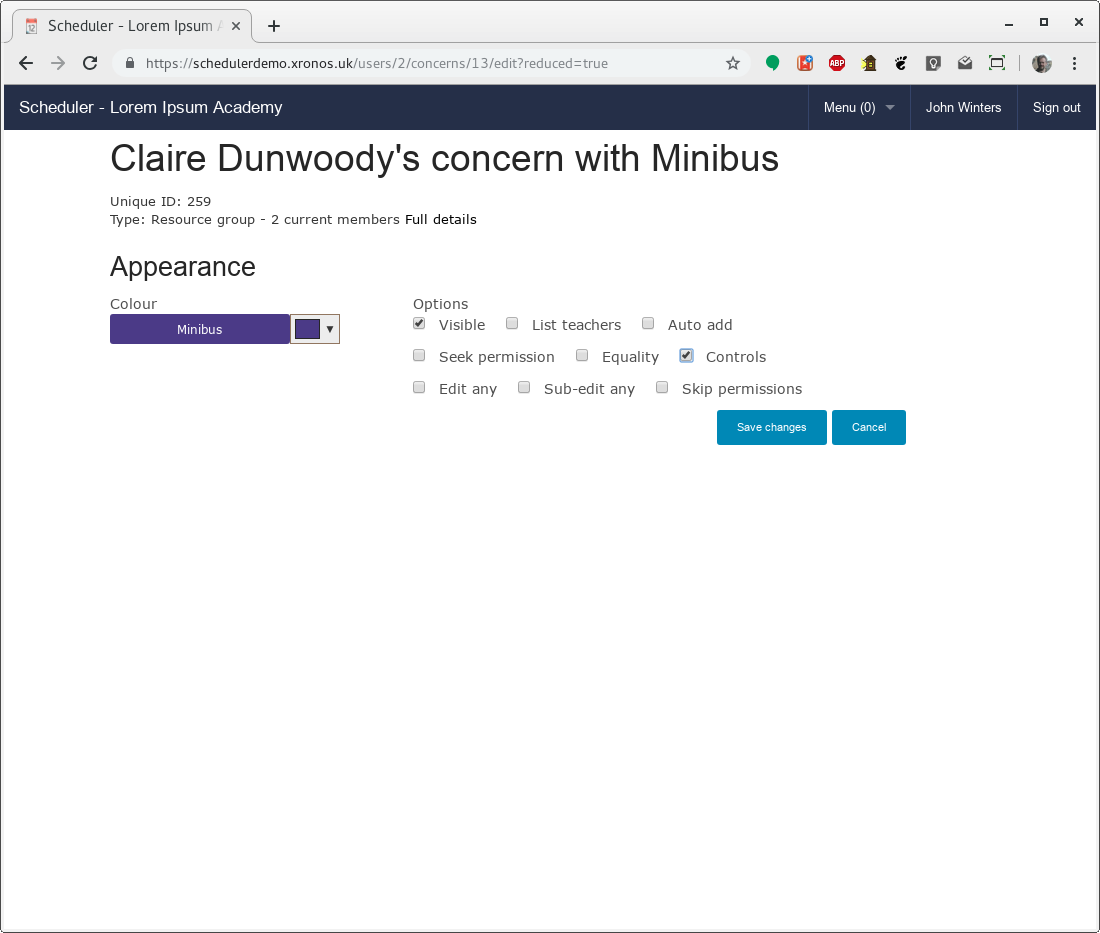 Scheduler - Lorem Ipsum A
https://schedulerdemo.xronos.uk/users/2/concerns/13/edit?reduced=true
ABP
Scheduler - Lorem Ipsum Academy
Menu (0)
John Winters
Sign out
Claire Dunwoody's concern with Minibus
Unique ID: 259
Type: Resource group - 2 current members Full details
Appearance
Colour
Options
Minibus
Visible
List teachers
Auto add
Seek permission
Equality
Controls
Edit any
Sub-edit any
Skip permissions
Save changes
Cancel